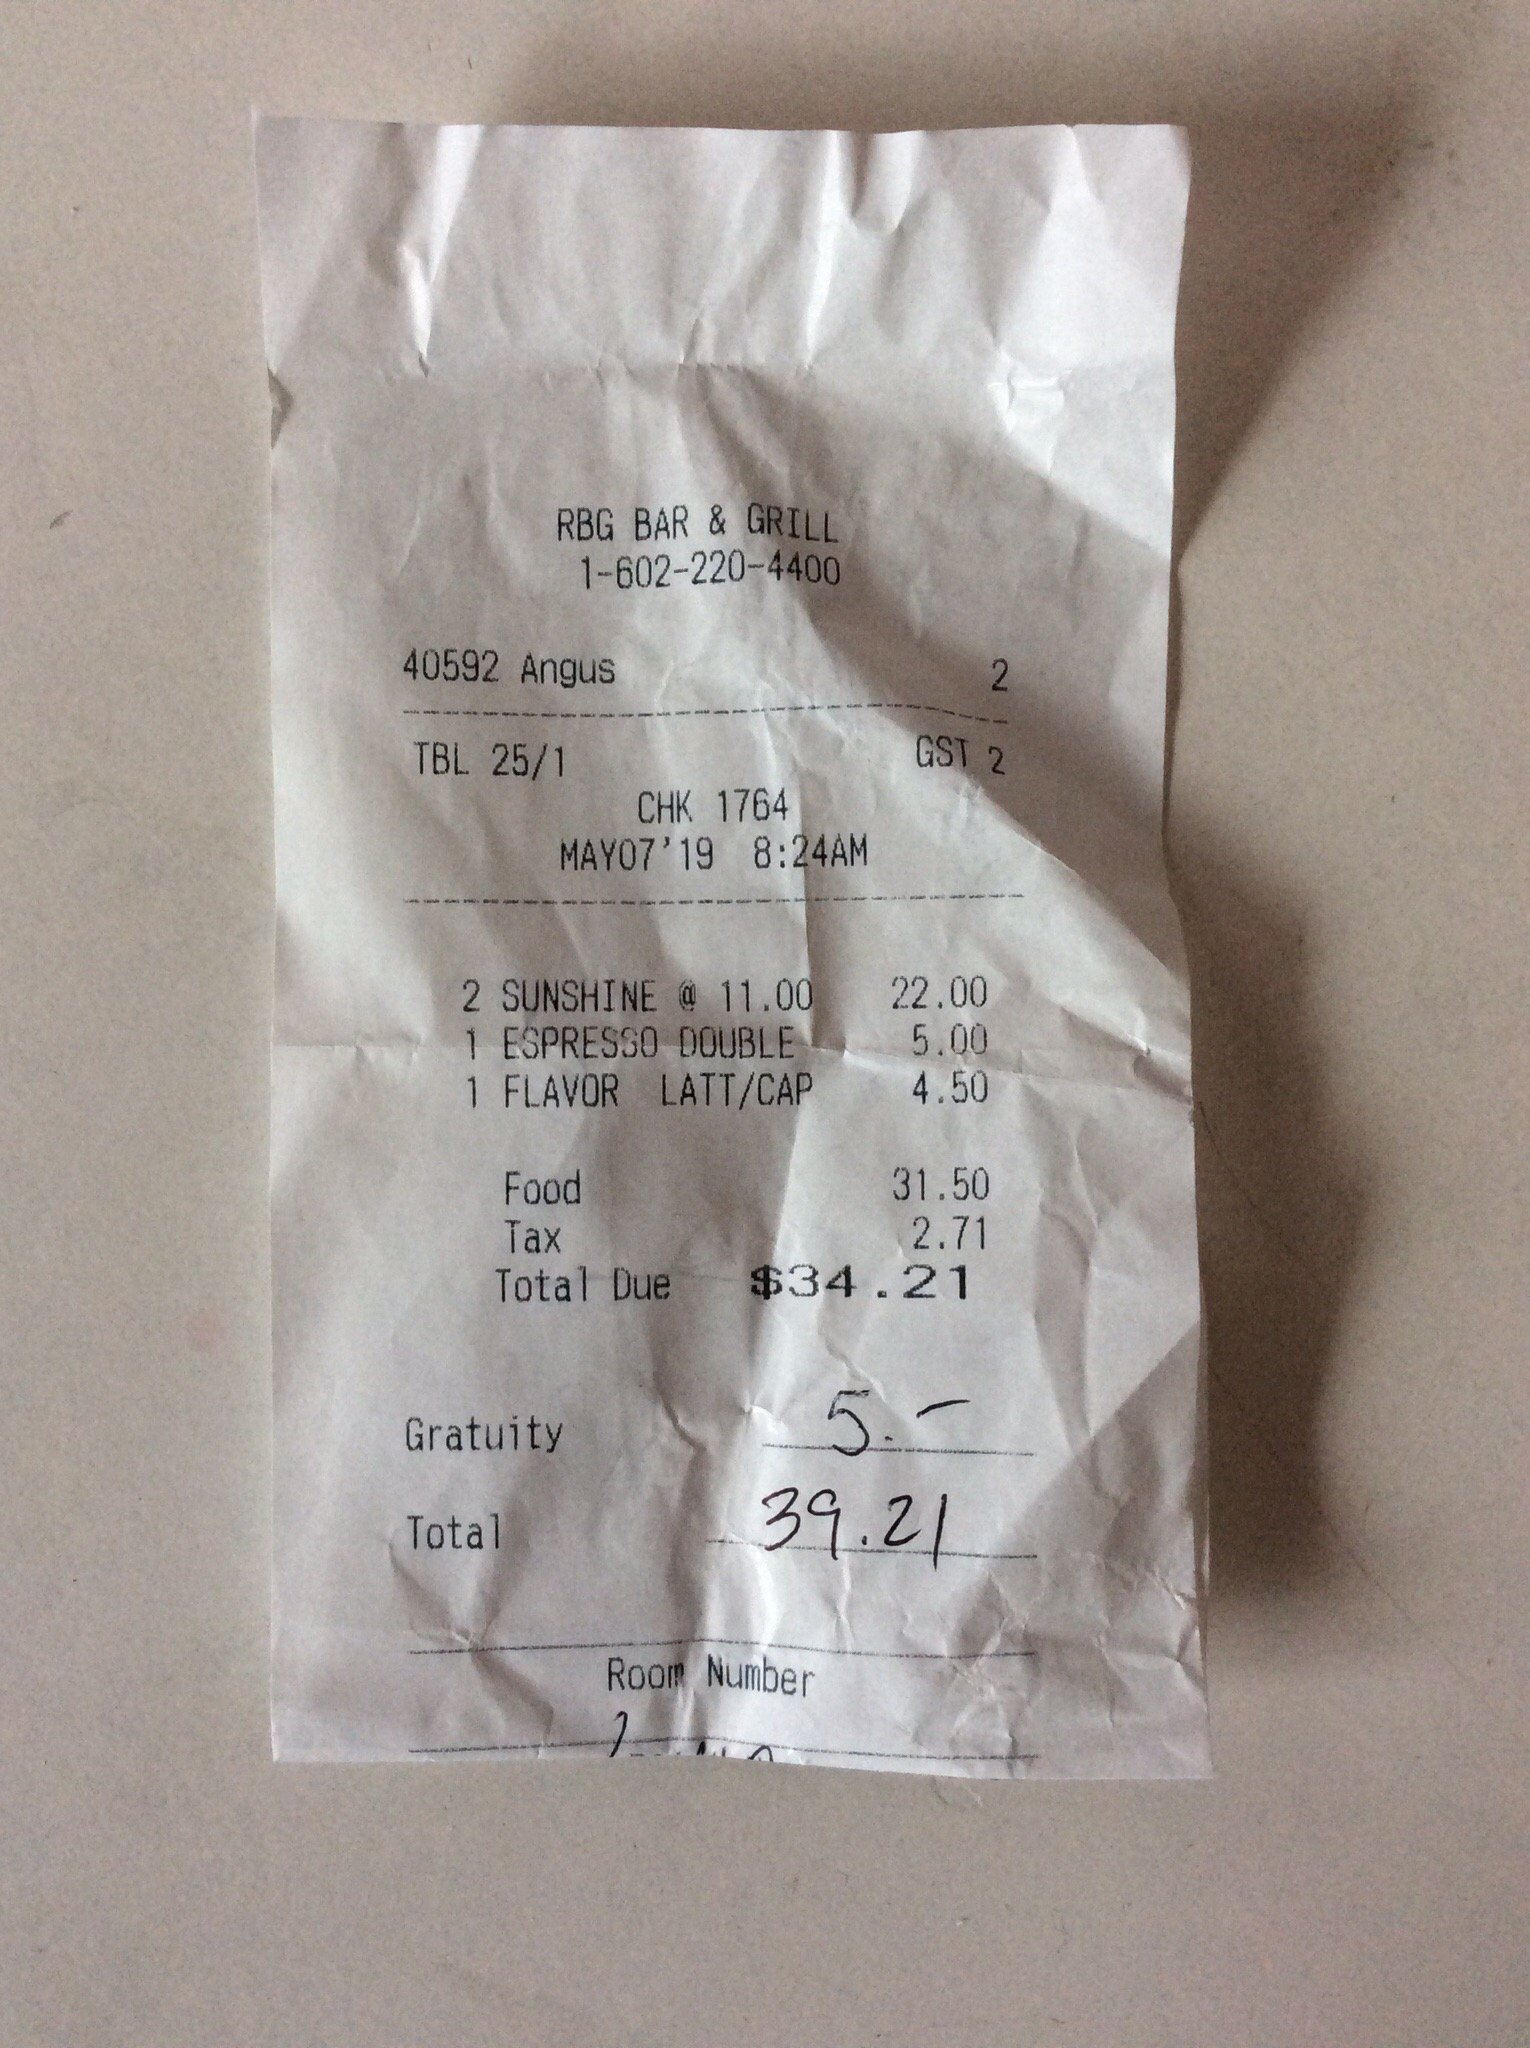 RBG BAR & GRILL
1-602-220-4400
40592 Angus 2
TBL 25/1 GST 2
CHK 1764
MAY07'19 8:24AM
2 SUNSHINE @ 11.00 22.00
1 ESPRESSO DOUBLE 5.00
1 FLAVOR LATT/CAP 4.50
Food 31.50
Tax 2.71
Total Due $34.21
Gratuity 5.-
Total 39.21
Room Number